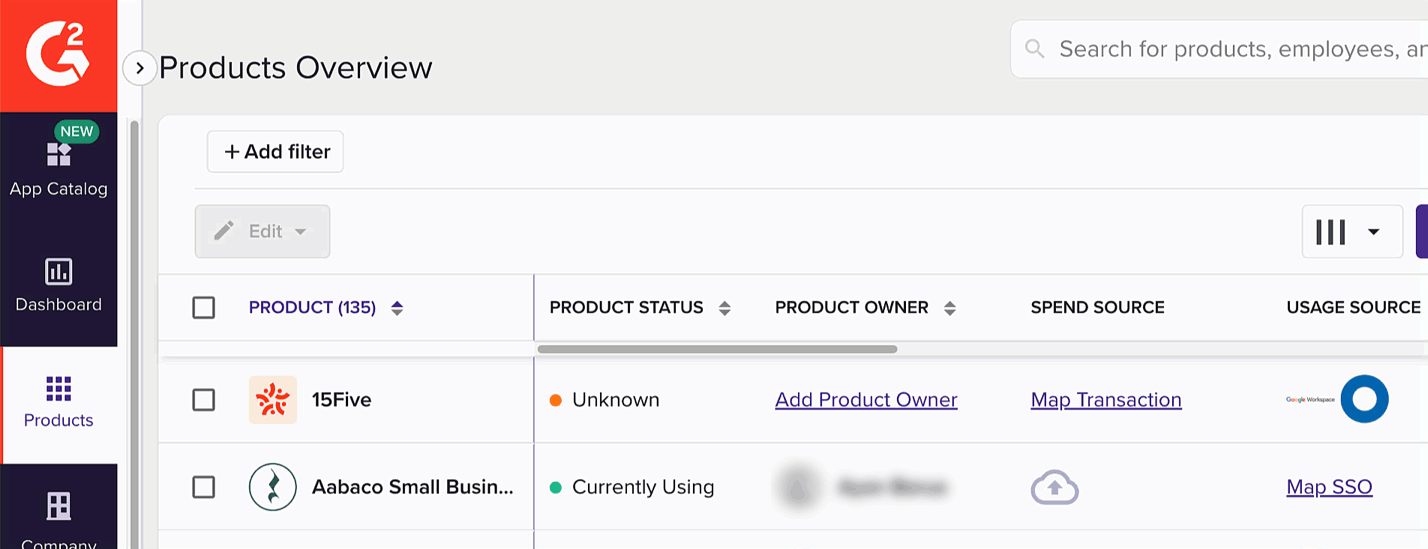 G2
Products Overview
Search for products, employees, an
+ Add filter
NEW
App Catalog
Edit
Dashboard
PRODUCT (135) PRODUCT STATUS PRODUCT OWNER SPEND SOURCE USAGE SOURCE
15Five Unknown Add Product Owner Map Transaction Google Workspace
Products
Aabaco Small Busin... Currently Using Map SSO
Company